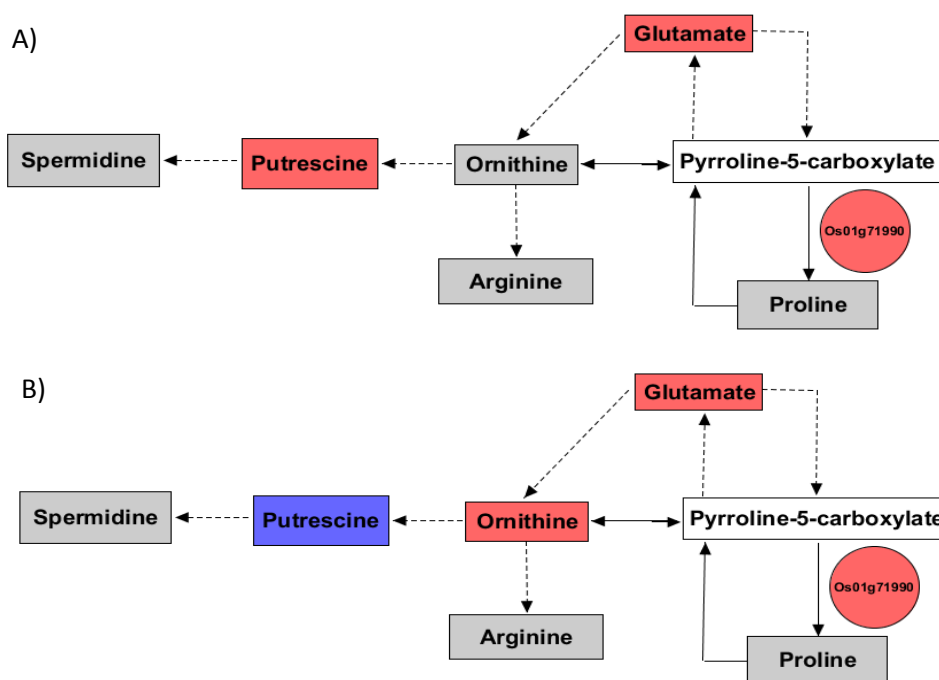 A)
Glutamate
Spermidine
Putrescine
Ornithine
Pyrroline-5-carboxylate
Os01g71990
Arginine
Proline
B)
Glutamate
Spermidine
Putrescine
Ornithine
Pyrroline-5-carboxylate
Os01g71990
Arginine
Proline